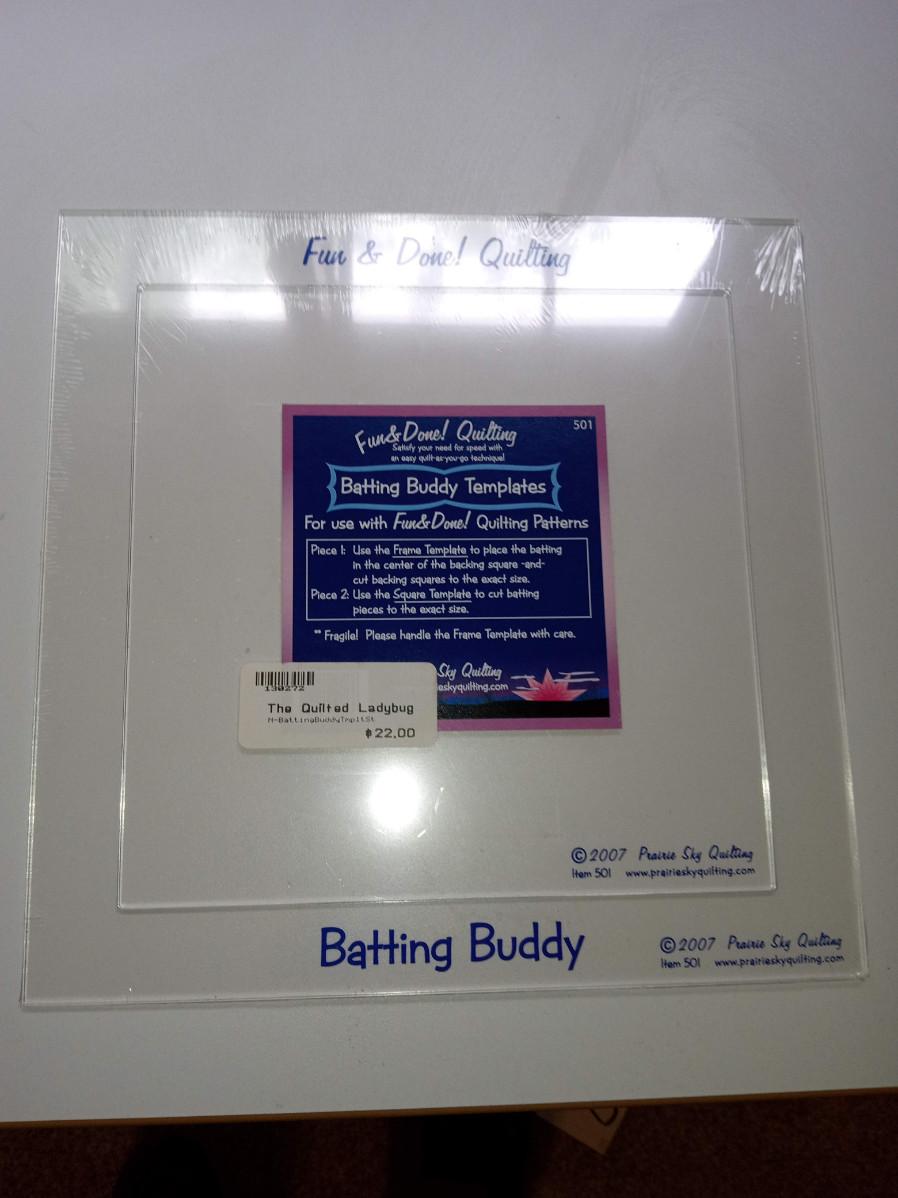 Fun & Done! Quilting
501
Fun&Done! Quilting
Satisfy your need for speed with
an easy quilt-as-you-go technique!
Batting Buddy Templates
For use with Fun&Done! Quilting Patterns
Piece 1: Use the Frame Template to place the batting
in the center of the backing square -and-
cut backing squares to the exact size.
Piece 2: Use the Square Template to cut batting
pieces to the exact size.
** Fragile! Please handle the Frame Template with care.
Sky Quilting
ieskyquilting.com
130272
The Quilted Ladybug
M-BattingBuddyTmpltSt
$22.00
©2007 Prairie Sky Quilting
Item 501 www.prairieskyquilting.com
Batting Buddy
©2007 Prairie Sky Quilting
Item 501 www.prairieskyquilting.com